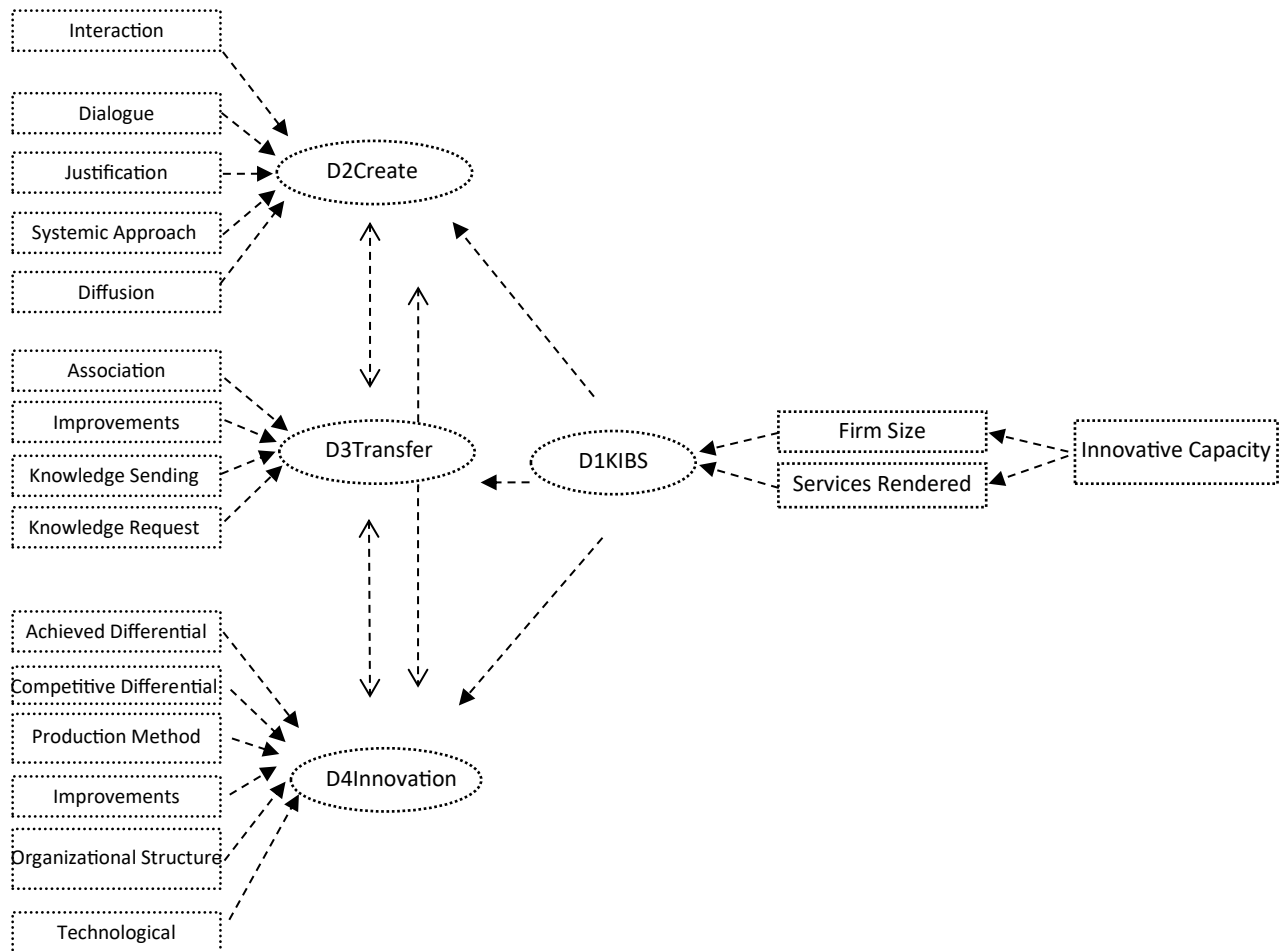 Interaction
Dialogue
Justification
Systemic Approach
Diffusion
D2Create
Association
Improvements
Knowledge Sending
Knowledge Request
D3Transfer
D1KIBS
Firm Size
Services Rendered
Innovative Capacity
Achieved Differential
Competitive Differential
Production Method
Improvements
Organizational Structure
Technological
D4Innovation